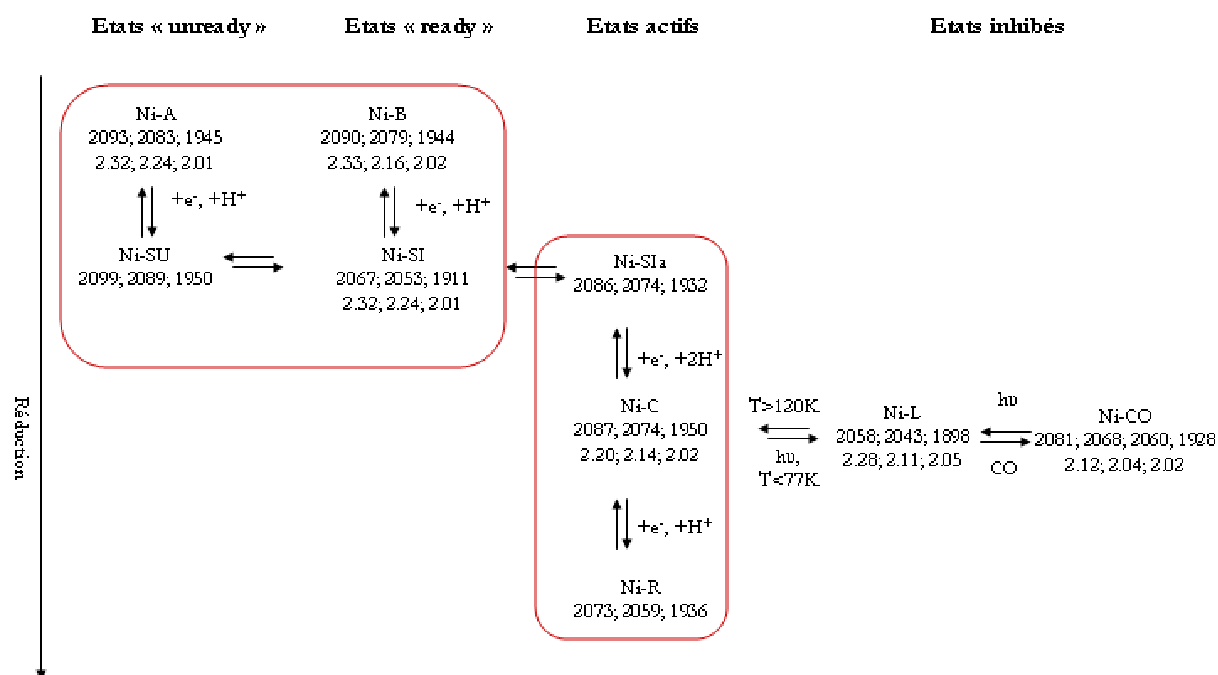 Etats « unready »
Etats « ready »
Etats actifs
Etats inhibés
Ni-A
2093; 2083; 1945
2.32; 2.24; 2.01
+e-, +H+
Ni-SU
2099; 2089; 1950
Ni-B
2090; 2079; 1944
2.33; 2.16; 2.02
+e-, +H+
Ni-SI
2067; 2053; 1911
2.32; 2.24; 2.01
Ni-SIa
2086; 2074; 1932
+e-, +2H+
Ni-C
2087; 2074; 1950
2.20; 2.14; 2.02
+e-, +H+
Ni-R
2073; 2059; 1936
T>120K
hυ,
T<77K
Ni-L
2058; 2043; 1898
2.28; 2.11; 2.05
hυ
CO
Ni-CO
2081; 2068; 2060; 1928
2.12; 2.04; 2.02
Réduction